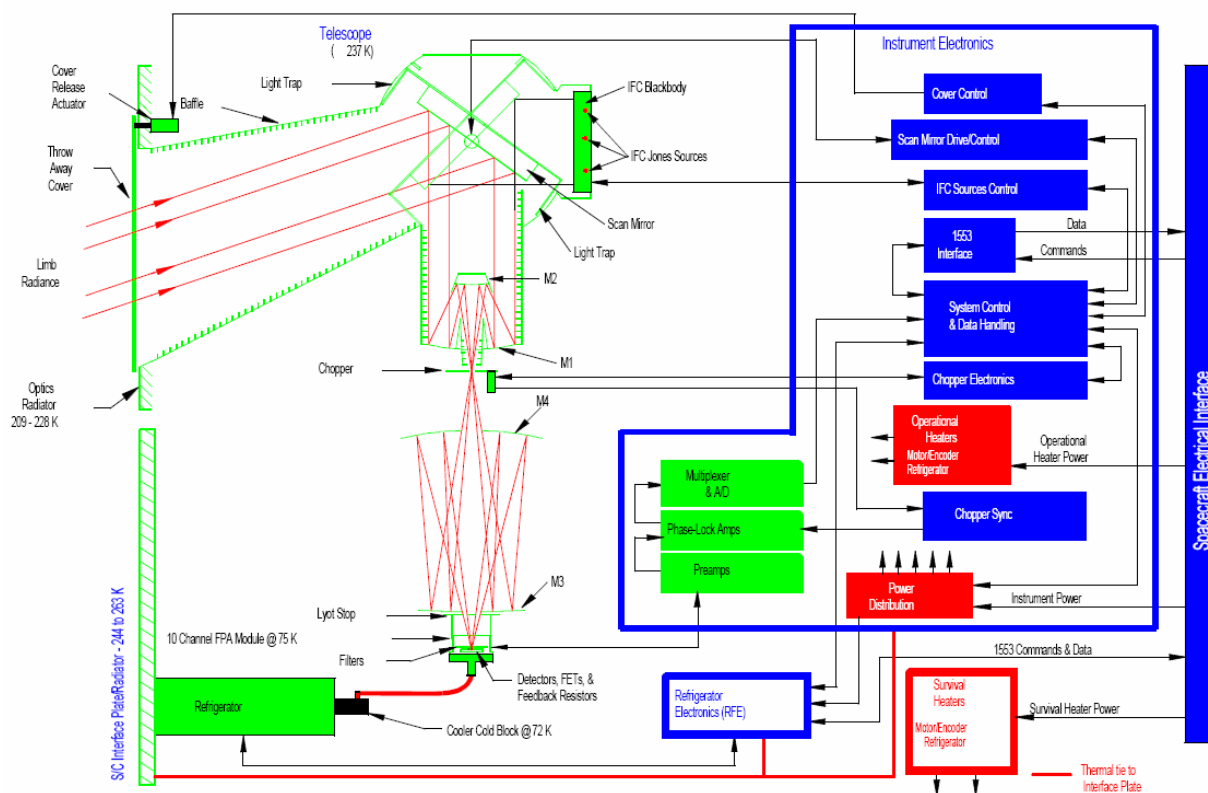 Telescope
( 237 K)
Instrument Electronics
Cover
Release
Actuator
Light Trap
Baffle
IFC Blackbody
IFC Jones Sources
Throw
Away
Cover
Scan Mirror
Light Trap
Limb
Radiance
M2
M1
Chopper
Optics
Radiator
209 - 228 K
M4
M3
Lyot Stop
10 Channel FPA Module @ 75 K
Filters
Detectors, FETs, &
Feedback Resistors
Refrigerator
Cooler Cold Block @ 72 K
S/C Interface Plate/Radiator - 244 to 263 K
Cover Control
Scan Mirror Drive/Control
IFC Sources Control
1553
Interface
Data
Commands
System Control
& Data Handling
Chopper Electronics
Operational
Heaters
Motor/Encoder
Refrigerator
Operational
Heater Power
Multiplexer
& A/D
Phase-Lock Amps
Preamps
Chopper Sync
Power
Distribution
Instrument Power
1553 Commands & Data
Refrigerator
Electronics (RFE)
Survival
Heaters
Motor/Encoder
Refrigerator
Survival Heater Power
Spacecraft Electrical Interface
Thermal tie to
Interface Plate